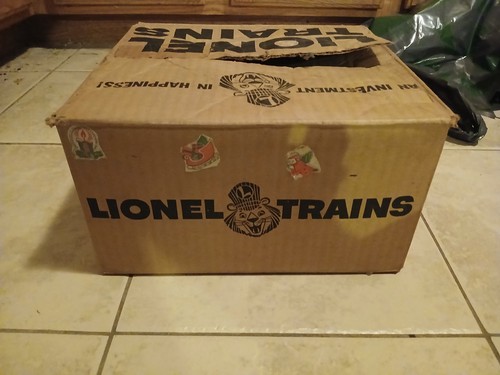 LIONEL
TRAINS
AN INVESTMENT IN HAPPINESS!
LIONEL TRAINS